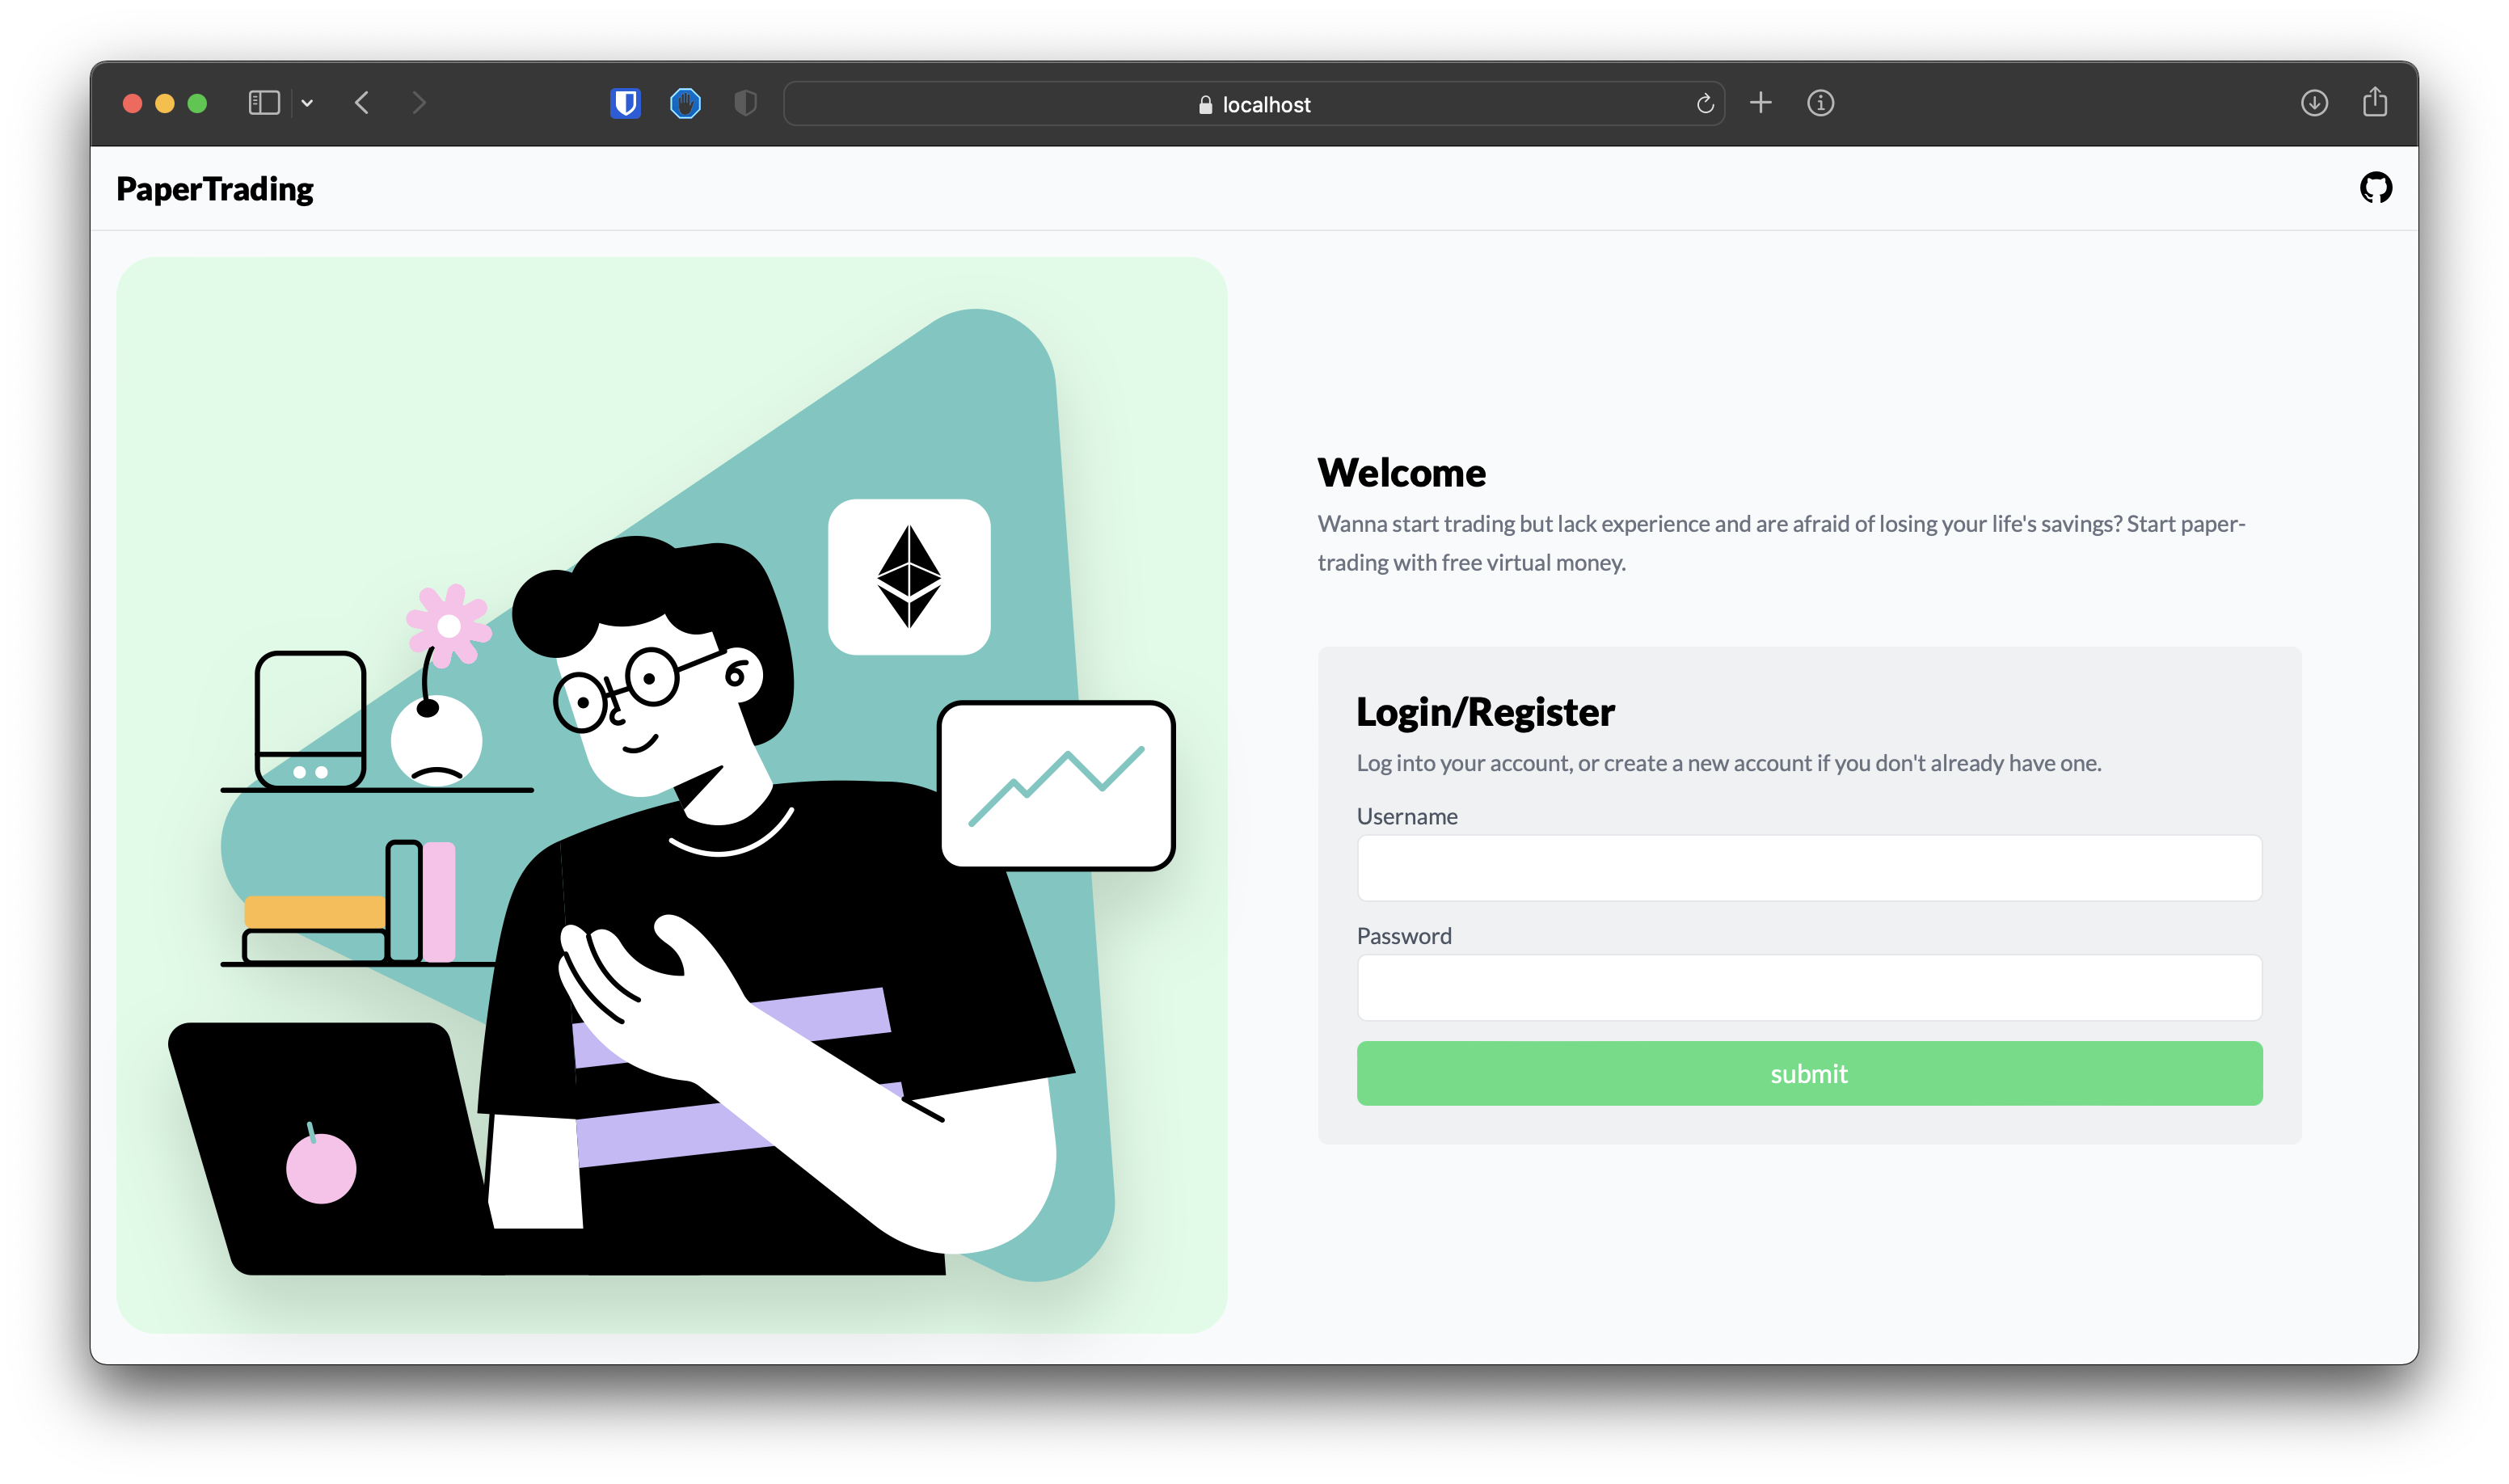 localhost
PaperTrading
Welcome
Wanna start trading but lack experience and are afraid of losing your life's savings? Start paper-
trading with free virtual money.
Login/Register
Log into your account, or create a new account if you don't already have one.
Username
Password
submit